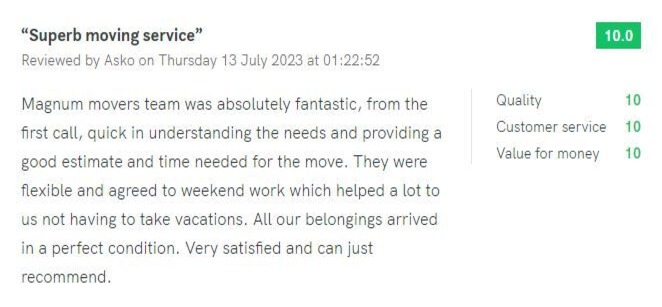 “Superb moving service”
10.0
Reviewed by Asko on Thursday 13 July 2023 at 01:22:52
Magnum movers team was absolutely fantastic, from the
first call, quick in understanding the needs and providing a
good estimate and time needed for the move. They were
flexible and agreed to weekend work which helped a lot to
us not having to take vacations. All our belongings arrived
in a perfect condition. Very satisfied and can just
recommend.
Quality 10
Customer service 10
Value for money 10